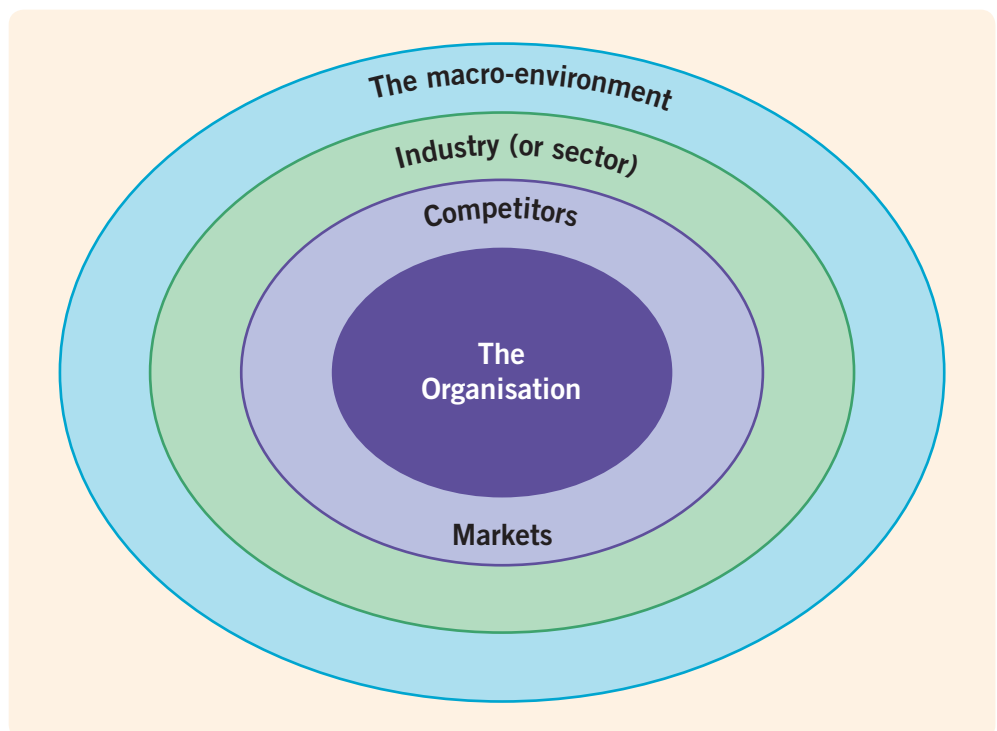 The macro-environment
Industry (or sector)
Competitors
The
Organisation
Markets